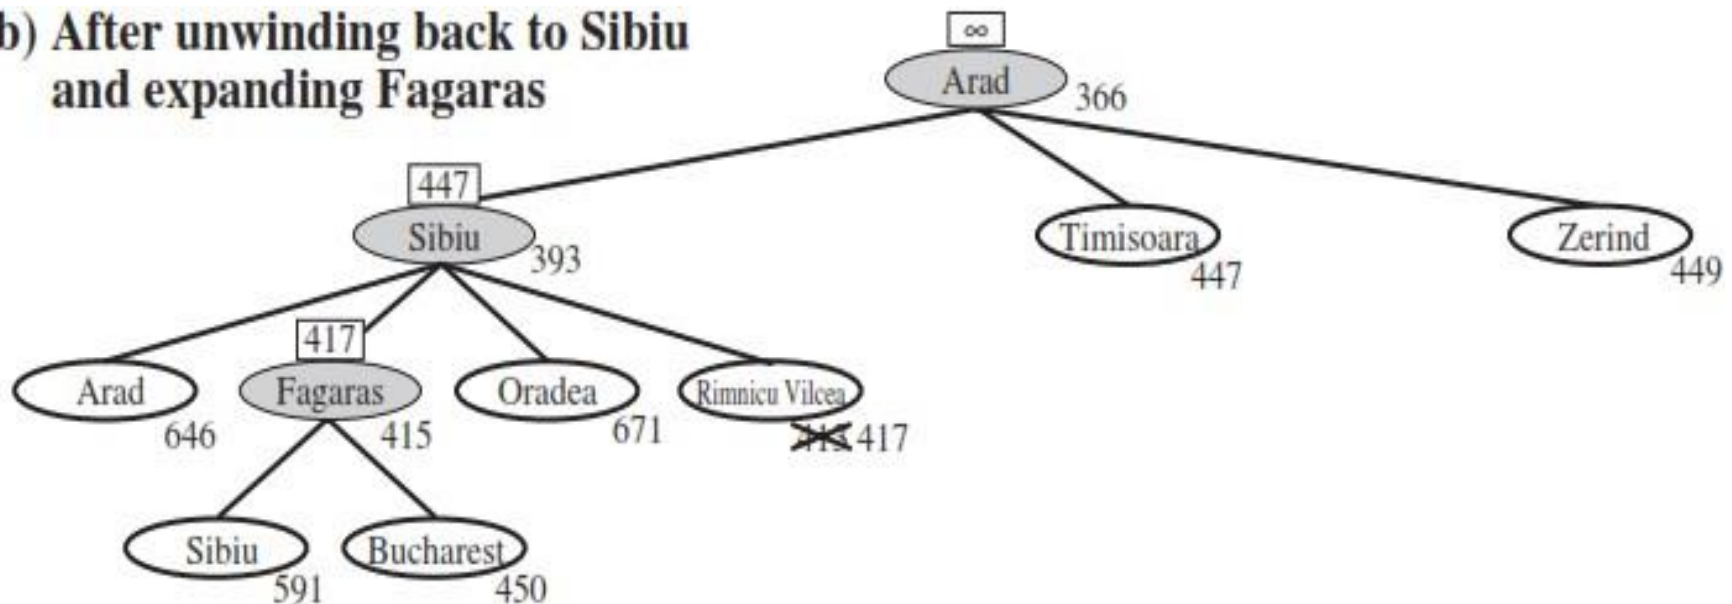 b) After unwinding back to Sibiu
and expanding Fagaras
∞
Arad
366
447
Sibiu
393
Timisoara
447
Zerind
449
417
Arad
646
Fagaras
415
Oradea
671
Rimnicu Vilcea
417
Sibiu
591
Bucharest
450